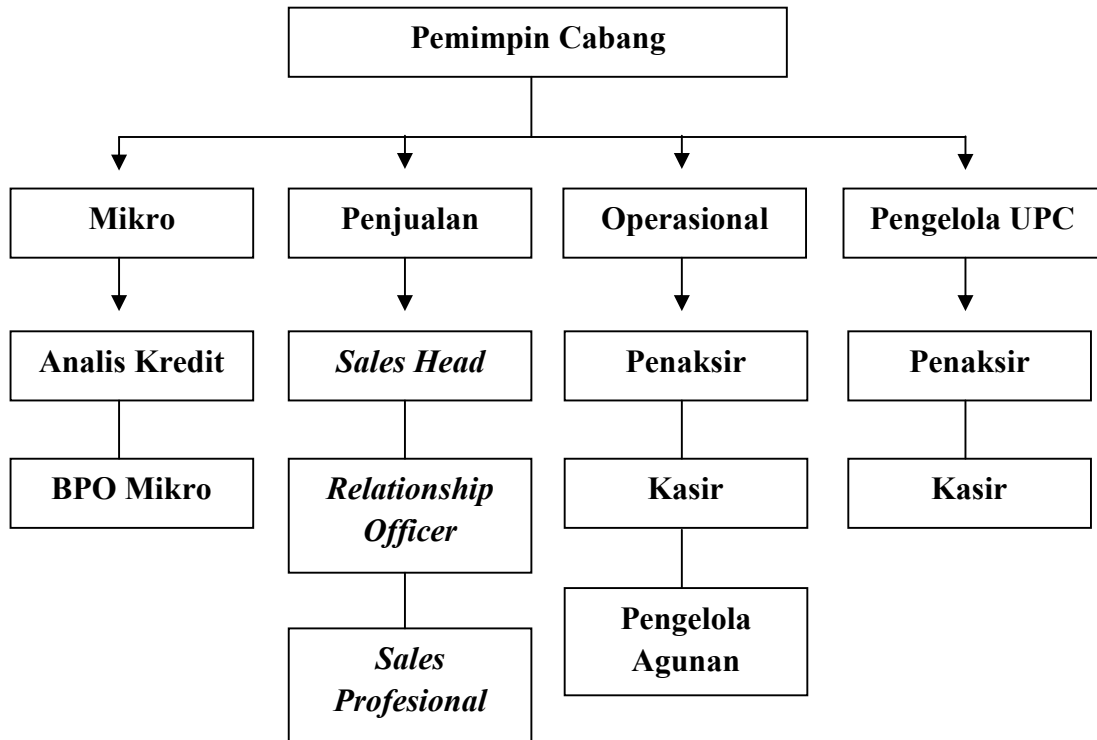 Pemimpin Cabang
Mikro
Penjualan
Operasional
Pengelola UPC
Analis Kredit
Sales Head
Penaksir
Penaksir
BPO Mikro
Relationship
Officer
Kasir
Kasir
Sales
Profesional
Pengelola
Agunan